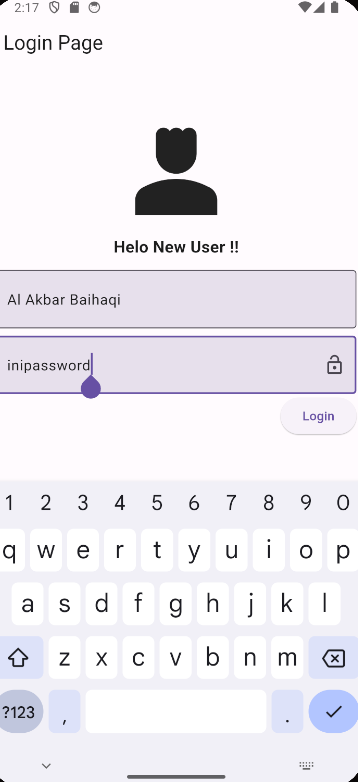 2:17
Login Page
Helo New User !!
Al Akbar Baihaqi
inipassword
Login
1 2 3 4 5 6 7 8 9 0
q w e r t y u i o p
a s d f g h j k l
z x c v b n m
?123 , .